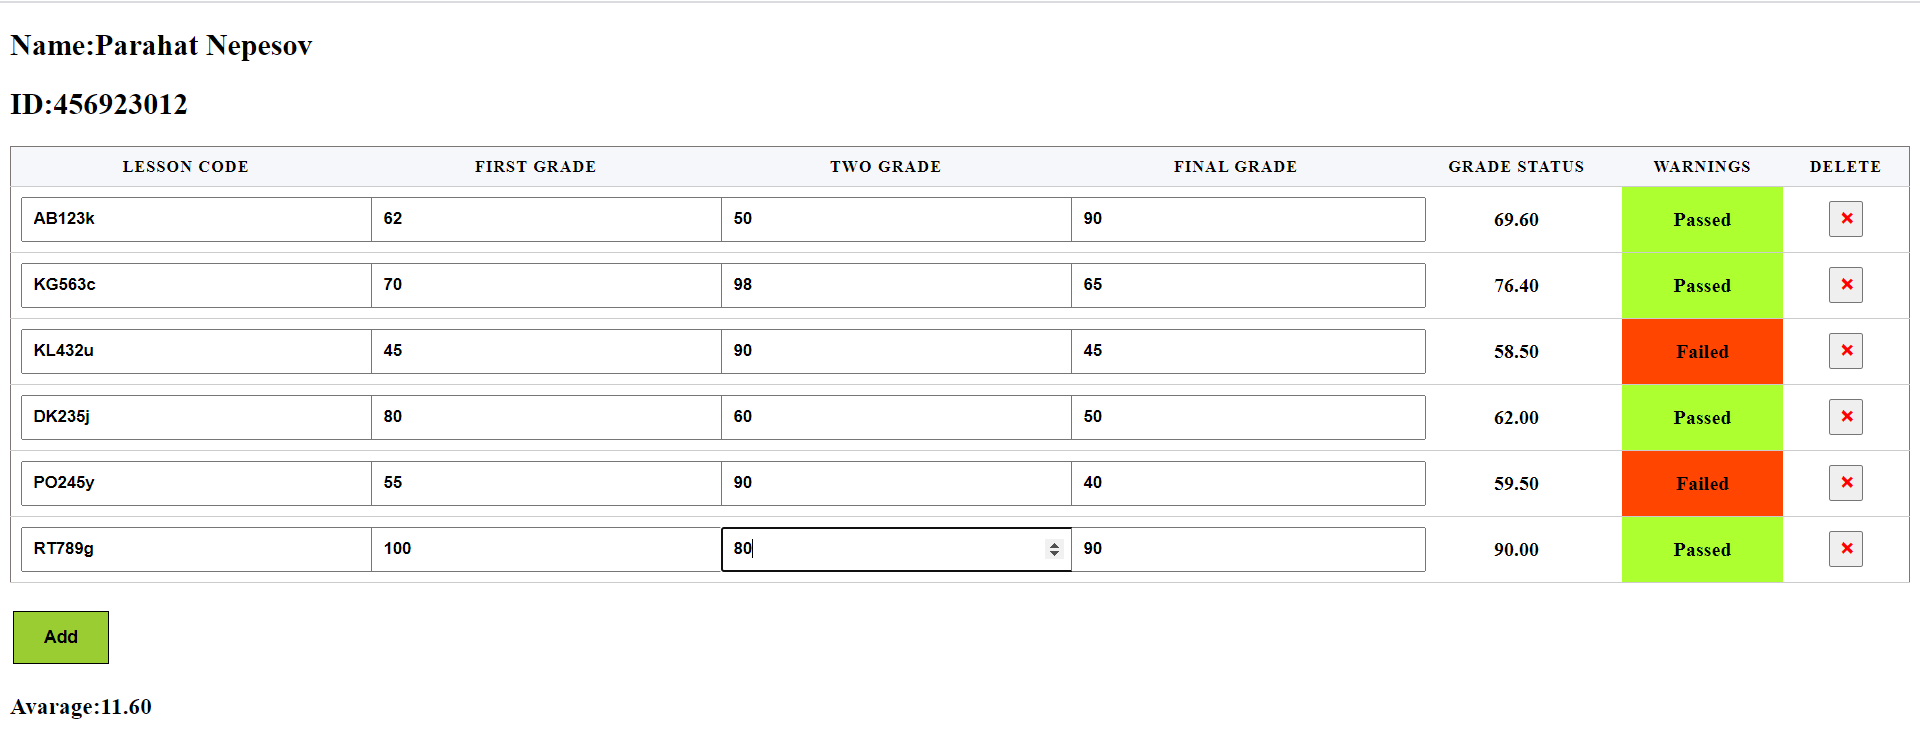 Name:Parahat Nepesov
ID:456923012
LESSON CODE FIRST GRADE TWO GRADE FINAL GRADE GRADE STATUS WARNINGS DELETE
AB123k 62 50 90 69.60 Passed ×
KG563c 70 98 65 76.40 Passed ×
KL432u 45 90 45 58.50 Failed ×
DK235j 80 60 50 62.00 Passed ×
PO245y 55 90 40 59.50 Failed ×
RT789g 100 80 90 90.00 Passed ×
Add
Avarage:11.60